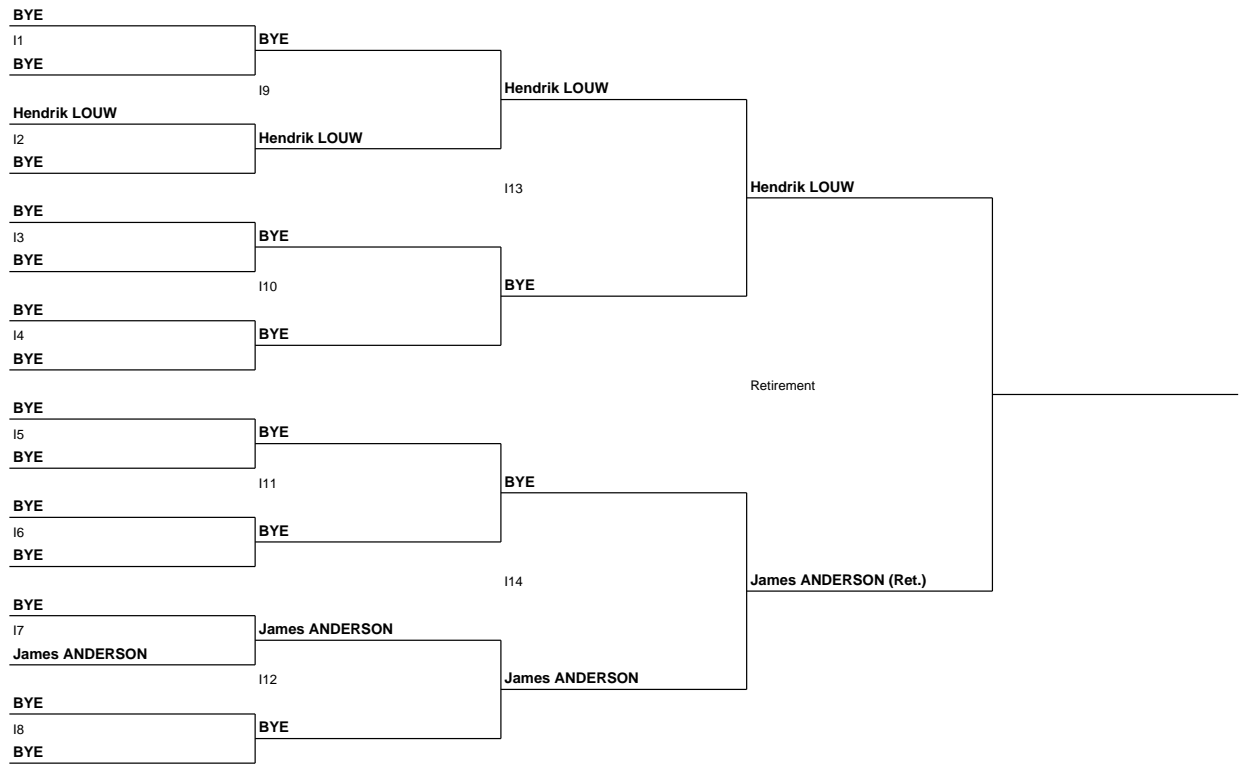 BYE
I1
BYE
BYE
I9
Hendrik LOUW
Hendrik LOUW
I2
Hendrik LOUW
BYE
I13
Hendrik LOUW
BYE
I3
BYE
BYE
I10
BYE
BYE
I4
BYE
BYE
Retirement
BYE
I5
BYE
BYE
I11
BYE
BYE
I6
BYE
BYE
I14
James ANDERSON (Ret.)
BYE
I7
James ANDERSON
James ANDERSON
I12
James ANDERSON
BYE
I8
BYE
BYE